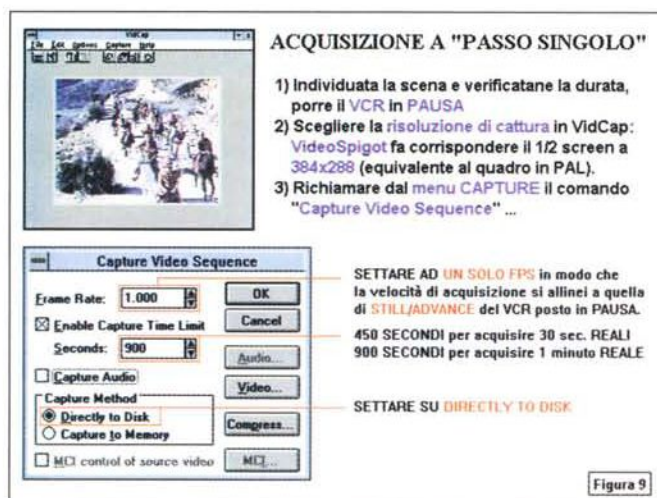 VidCap
File Edit Options Capture Help
ACQUISIZIONE A "PASSO SINGOLO"
1) Individuata la scena e verificatane la durata,
porre il VCR in PAUSA
2) Scegliere la risoluzione di cattura in VidCap:
VideoSpigot fa corrispondere il 1/2 screen a
384x288 (equivalente al quadro in PAL).
3) Richiamare dal menu CAPTURE il comando
"Capture Video Sequence" ...
Capture Video Sequence
Frame Rate: 1.000
OK
Enable Capture Time Limit
Cancel
Seconds: 900
Audio...
Capture Audio
Video...
Capture Method
Directly to Disk
Capture to Memory
Compress...
MCI control of source video
MCI...
SETTARE AD UN SOLO FPS in modo che
la velocità di acquisizione si allinei a quella
di STILL/ADVANCE del VCR posto in PAUSA.
450 SECONDI per acquisire 30 sec. REALI
900 SECONDI per acquisire 1 minuto REALE
SETTARE SU DIRECTLY TO DISK
Figura 9